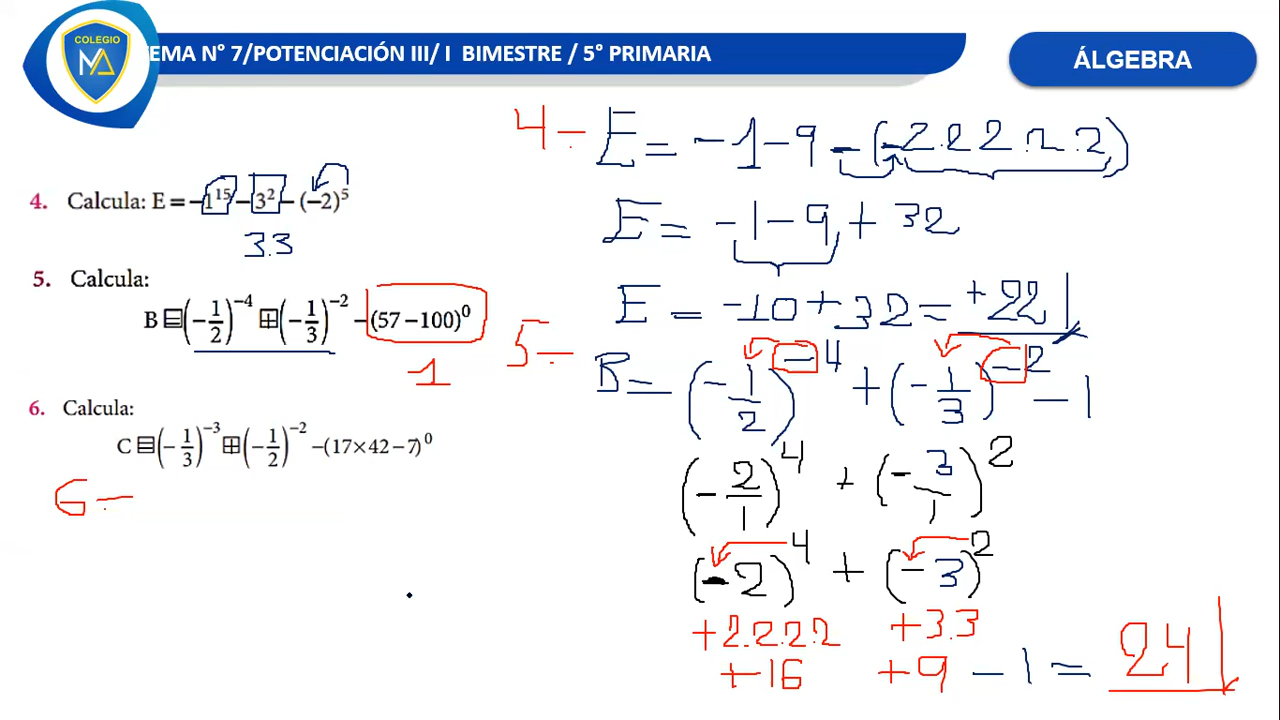 COLEGIO
MA
TEMA N° 7/POTENCIACIÓN III/ I BIMESTRE / 5° PRIMARIA
ÁLGEBRA
4. Calcula: E = −1¹⁵ − 3² − (−2)⁵
3.3
5. Calcula:
B = (−1/2)⁻⁴ + (−1/3)⁻² − (57 − 100)⁰
1
6. Calcula:
C = (−1/3)⁻³ + (−1/2)⁻² − (17×42 − 7)⁰
6−
4− E = −1−9 −(−2.2.2.2.2)
E = −1−9 + 32
E = −10+32 = +22
5− B = (−1/2)⁻⁴ + (−1/3)⁻² − 1
(−2/1)⁴ + (−3/1)²
(−2)⁴ + (−3)²
+2.2.2.2 +3.3
+16 +9 − 1 = 24